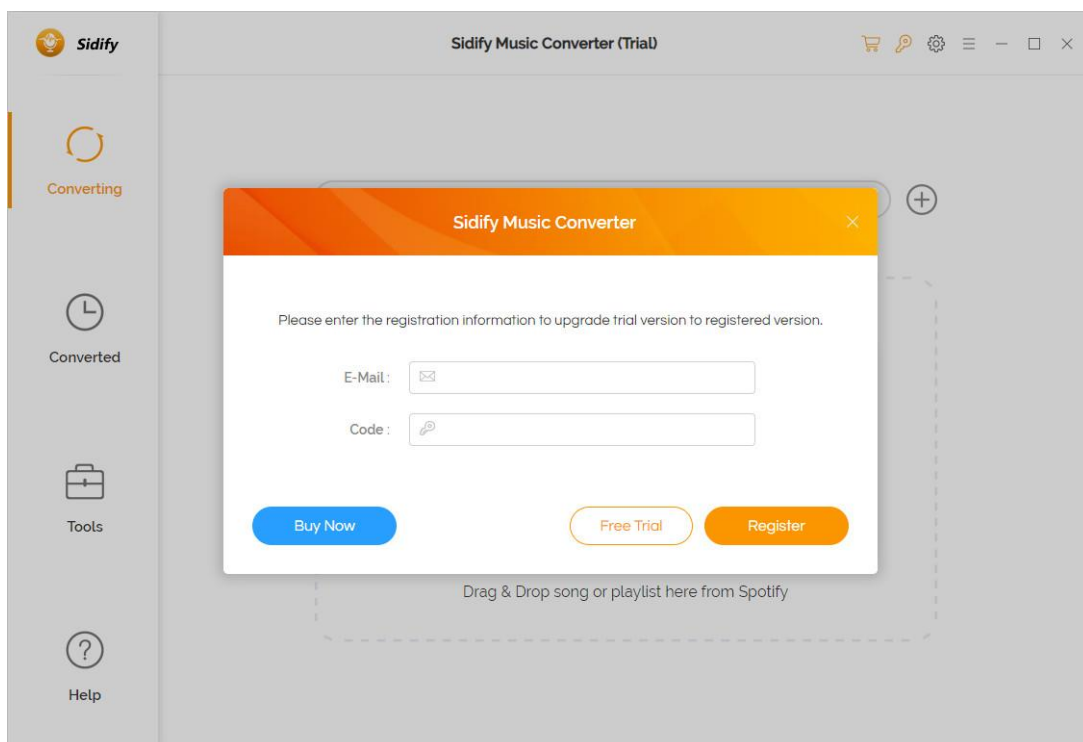 Sidify
Sidify Music Converter (Trial)
Converting
Sidify Music Converter
Please enter the registration information to upgrade trial version to registered version.
E-Mail :
Code :
Converted
Buy Now
Free Trial
Register
Tools
Drag & Drop song or playlist here from Spotify
Help